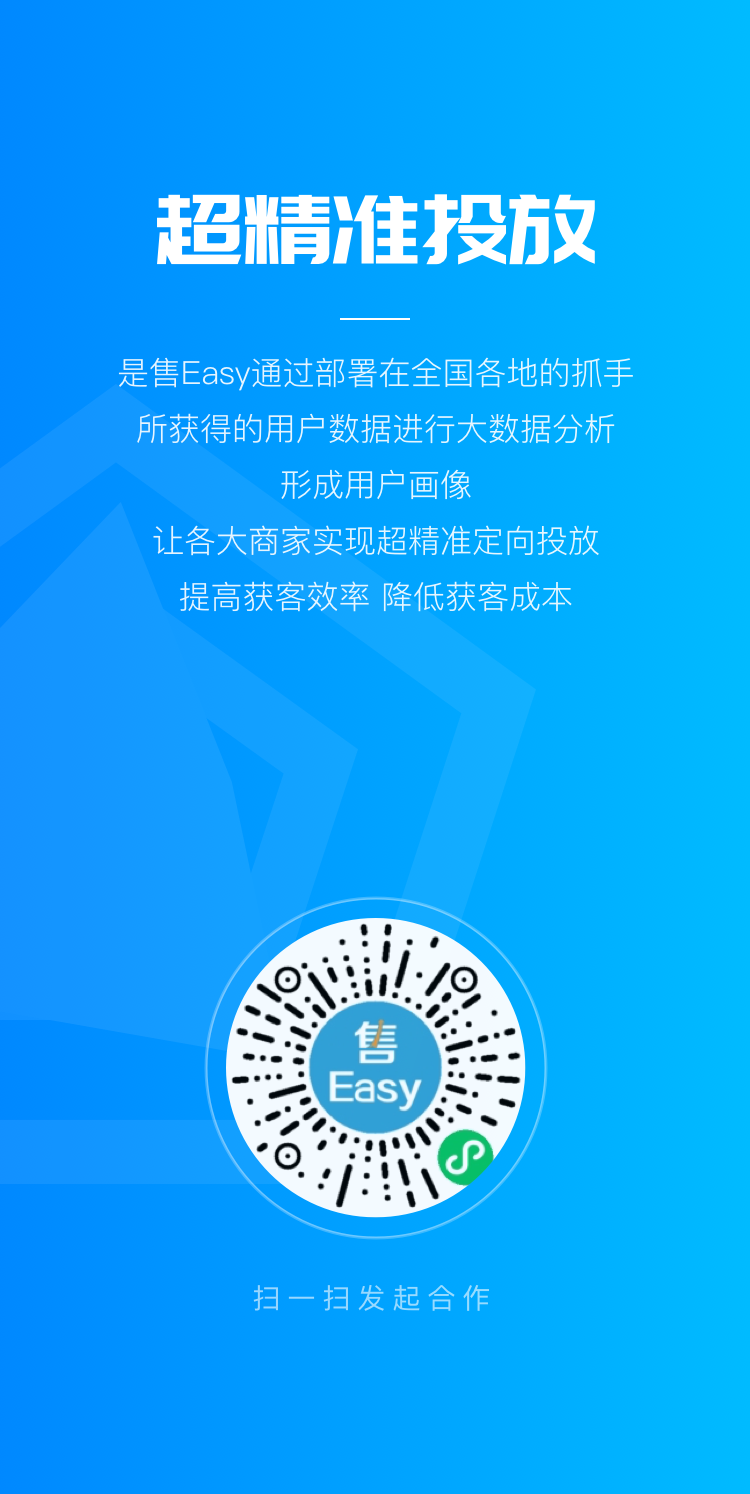 超精准投放
是售Easy通过部署在全国各地的抓手
所获得的用户数据进行大数据分析
形成用户画像
让各大商家实现超精准定向投放
提高获客效率 降低获客成本
售
Easy
扫一扫发起合作